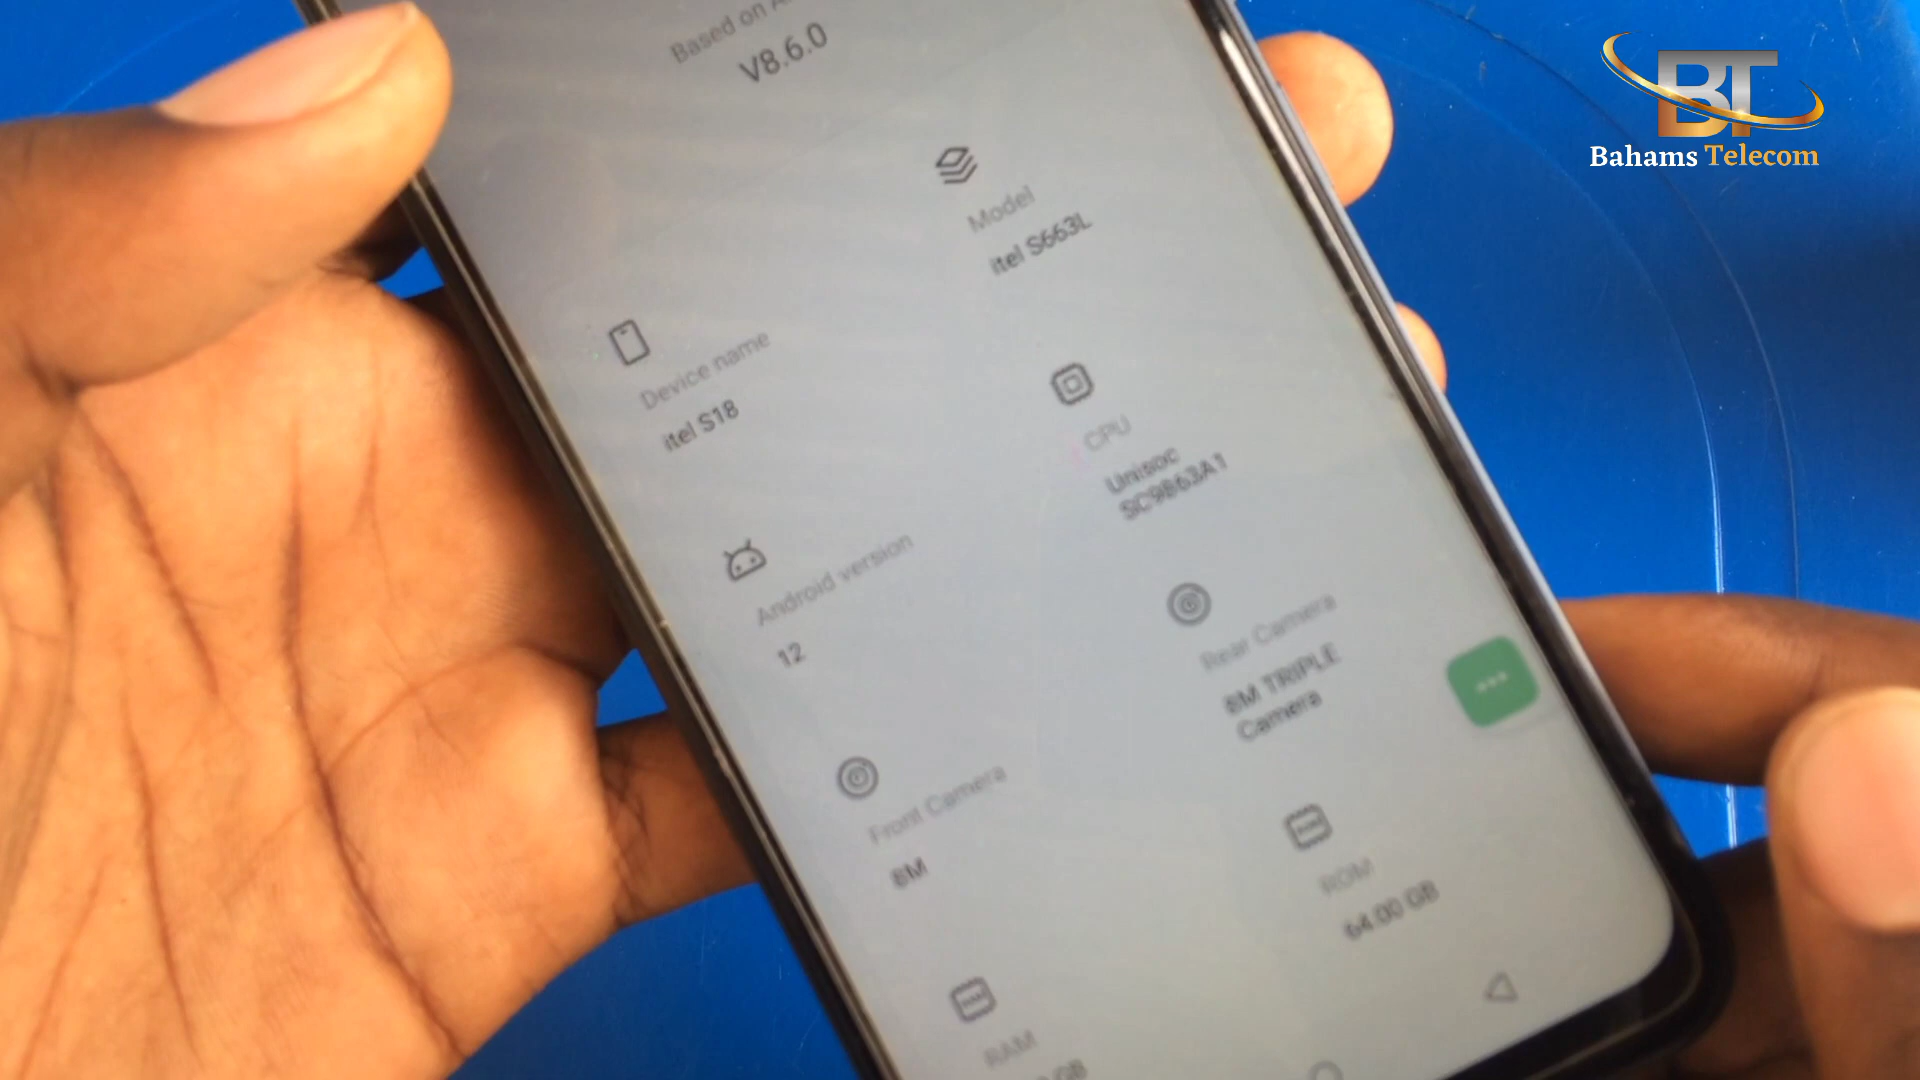 Based on
V8.6.0
BT
Bahams Telecom
Model
itel S663L
Device name
itel S18
CPU
Unisoc
SC9863A1
Android version
12
Rear Camera
8M TRIPLE
Camera
Front Camera
8M
ROM
64.00 GB
RAM
GB